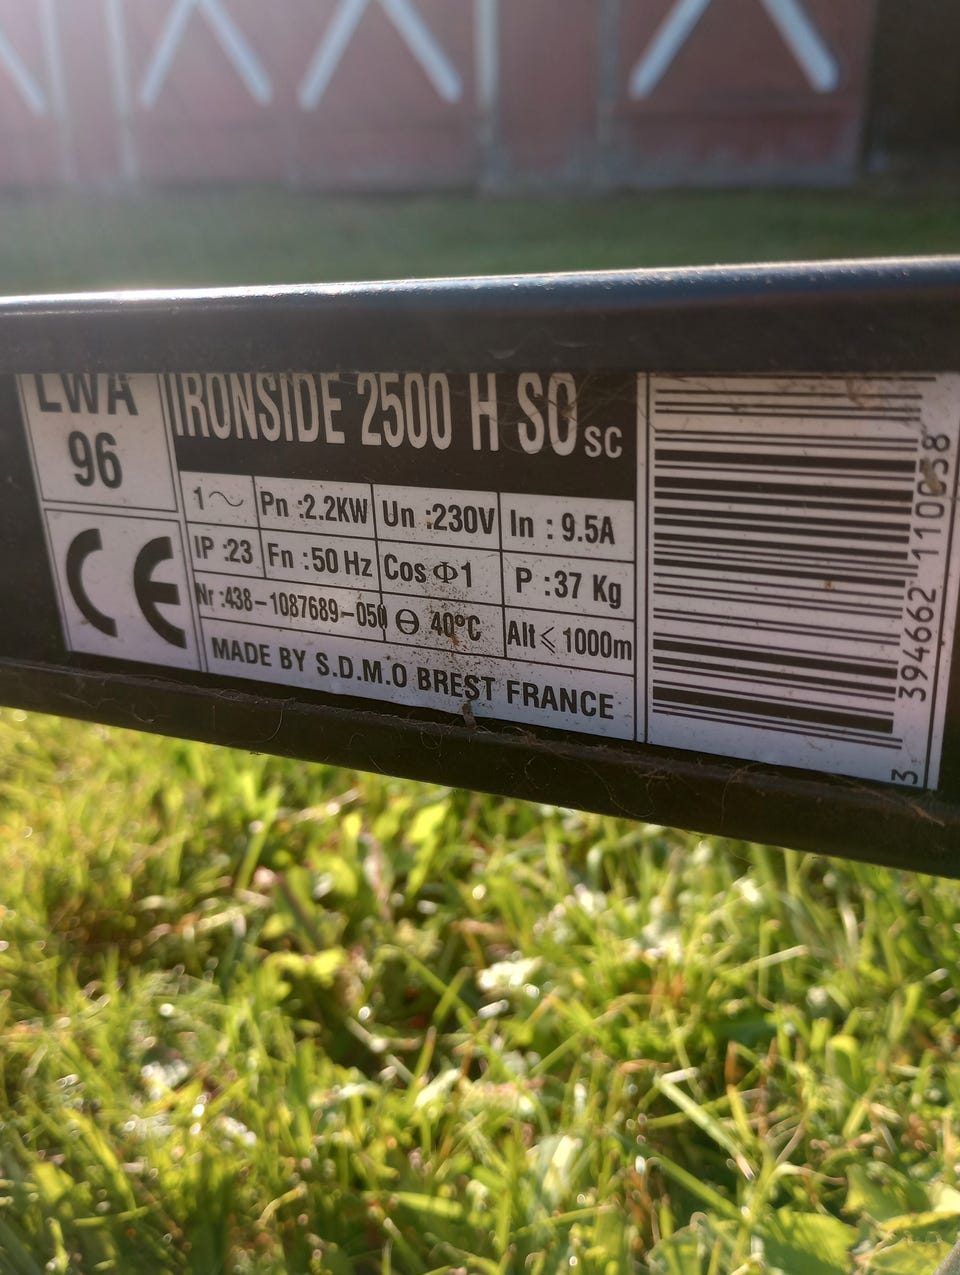 LWA
96
IRONSIDE 2500 H SO SC
1~ Pn :2.2KW Un :230V In : 9.5A
IP :23 Fn :50 Hz Cos Φ1 P :37 Kg
Nr :438-1087689-050 ⊖ 40°C Alt ⩽ 1000m
MADE BY S.D.M.O BREST FRANCE
CE
3 394662 110058